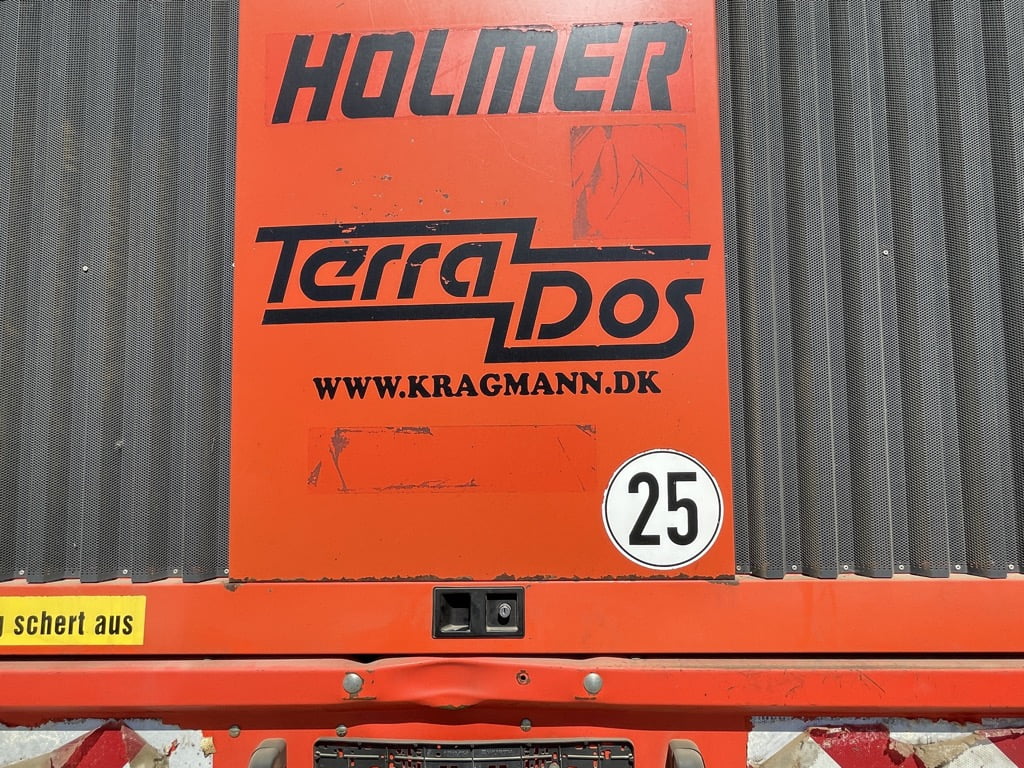 HOLMER
Terra
Dos
WWW.KRAGMANN.DK
25
schert aus